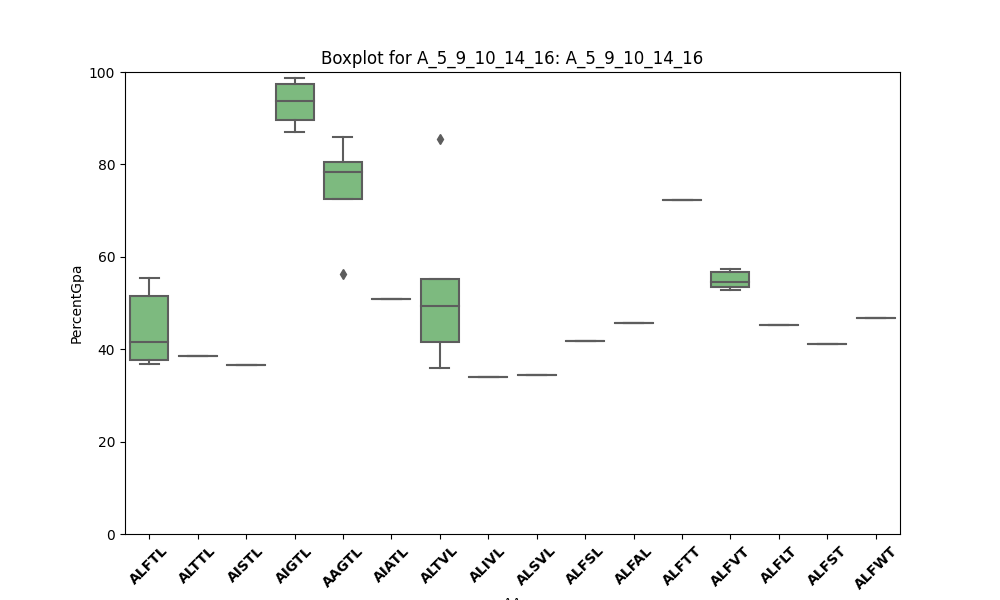 Boxplot for A_5_9_10_14_16: A_5_9_10_14_16
100
80
60
40
20
0
PercentGpa
ALFTL
ALTTL
AISTL
AIGTL
AAGTL
AIATL
ALTVL
ALIVL
ALSVL
ALFSL
ALFAL
ALFTT
ALFVT
ALFLT
ALFST
ALFWT